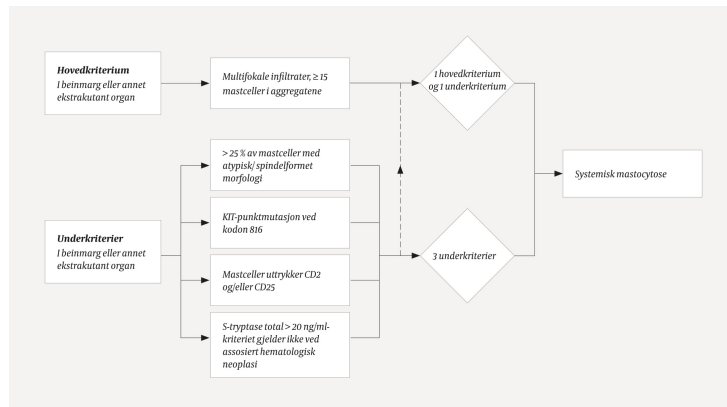 Hovedkriterium
I beinmarg eller annet
ekstrakutant organ
Multifokale infiltrater, ≥ 15
mastceller i aggregatene
1 hovedkriterium
og 1 underkriterium
> 25 % av mastceller med
atypisk/ spindelformet
morfologi
Systemisk mastocytose
KIT-punktmutasjon ved
kodon 816
Underkriterier
I beinmarg eller annet
ekstrakutant organ
3 underkriterier
Mastceller uttrykker CD2
og/eller CD25
S-tryptase total > 20 ng/ml-
kriteriet gjelder ikke ved
assosiert hematologisk
neoplasi